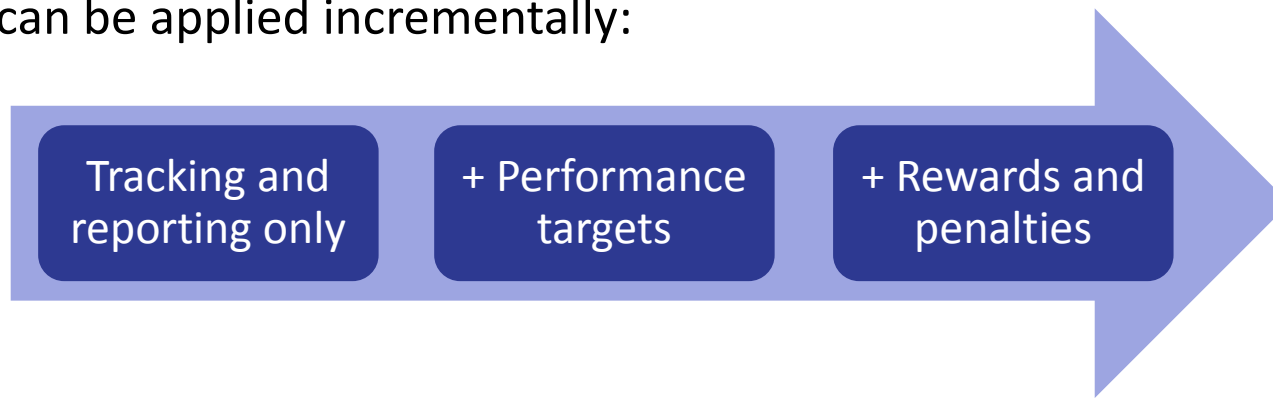 can be applied incrementally:
Tracking and
reporting only
+ Performance
targets
+ Rewards and
penalties